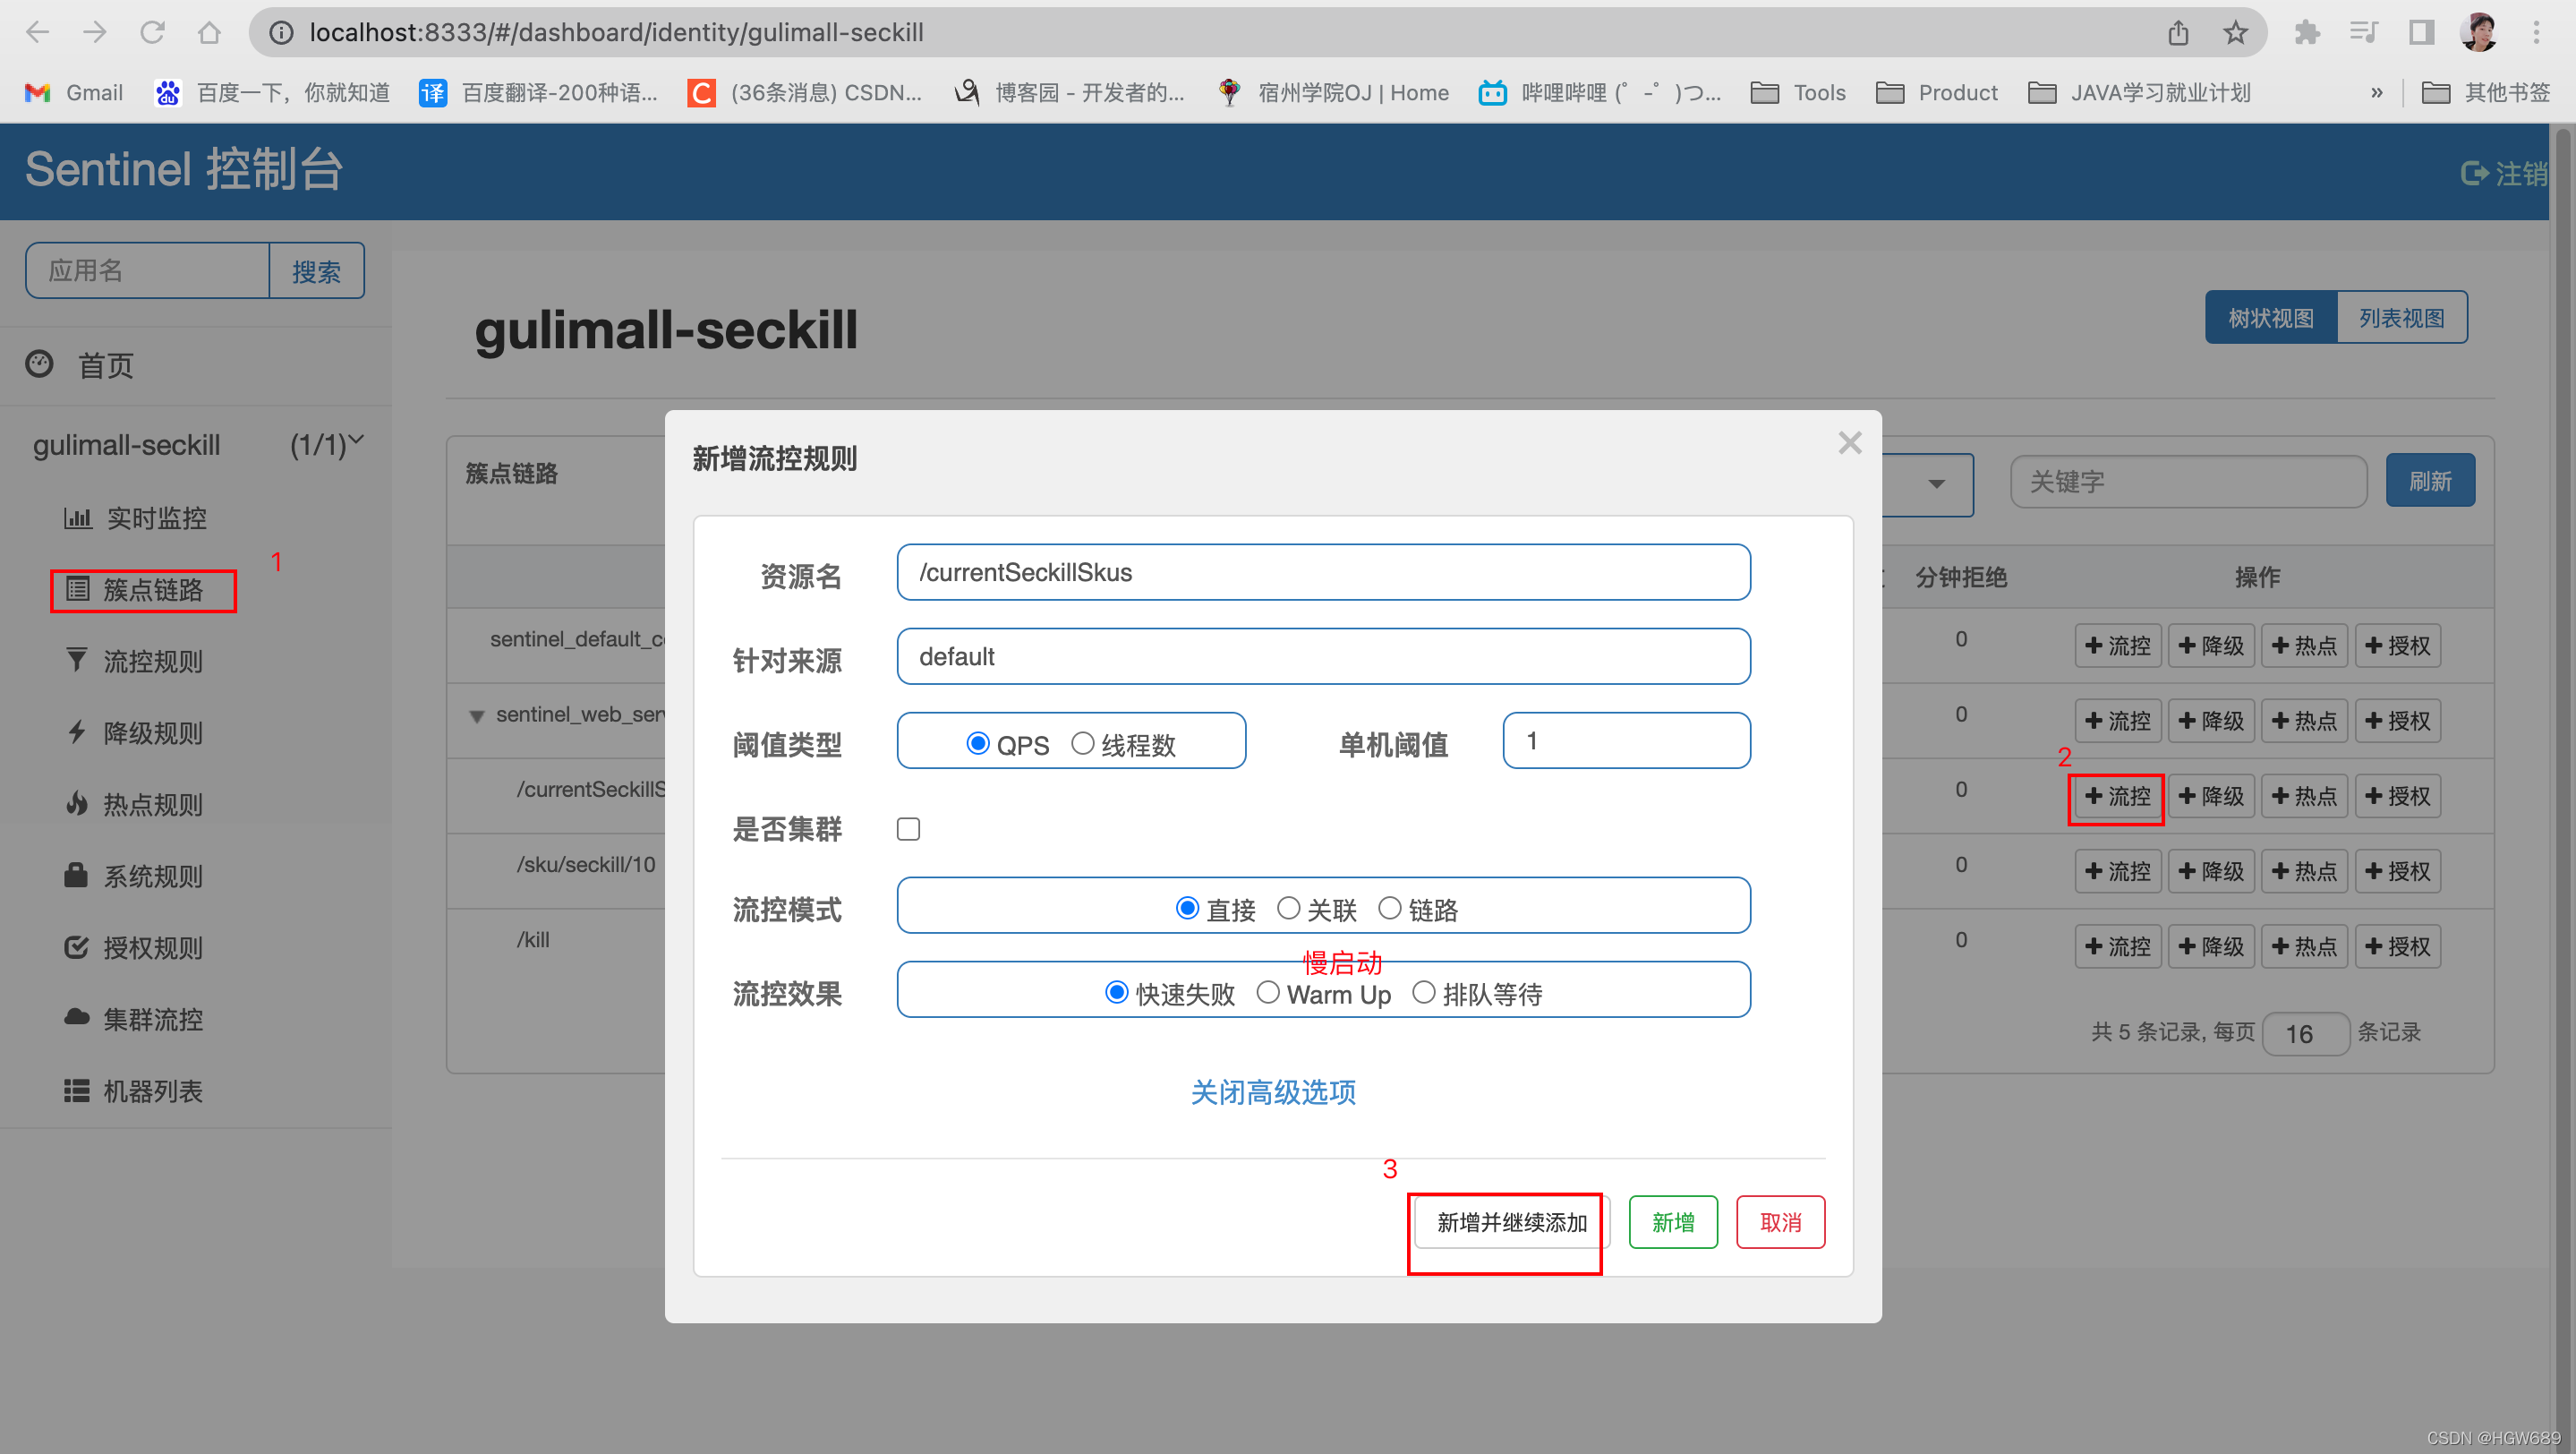 localhost:8333/#/dashboard/identity/gulimall-seckill
Gmail 百度一下，你就知道 百度翻译-200种语... (36条消息) CSDN... 博客园 - 开发者的... 宿州学院OJ | Home 哔哩哔哩 (゜-゜)つ... Tools Product JAVA学习就业计划 » 其他书签
Sentinel 控制台 注销
应用名 搜索
首页
gulimall-seckill (1/1)
实时监控
1
簇点链路
流控规则
降级规则
热点规则
系统规则
授权规则
集群流控
机器列表
gulimall-seckill 树状视图 列表视图
簇点链路 关键字 刷新
分钟拒绝 操作
sentinel_default_c 0 流控 降级 热点 授权
sentinel_web_serv 0 流控 降级 热点 授权
2
/currentSeckillS 0 流控 降级 热点 授权
/sku/seckill/10 0 流控 降级 热点 授权
/kill 0 流控 降级 热点 授权
共 5 条记录, 每页 16 条记录
新增流控规则
资源名 /currentSeckillSkus
针对来源 default
阈值类型 QPS 线程数 单机阈值 1
是否集群
流控模式 直接 关联 链路
慢启动
流控效果 快速失败 Warm Up 排队等待
关闭高级选项
3
新增并继续添加 新增 取消
CSDN @HGW689